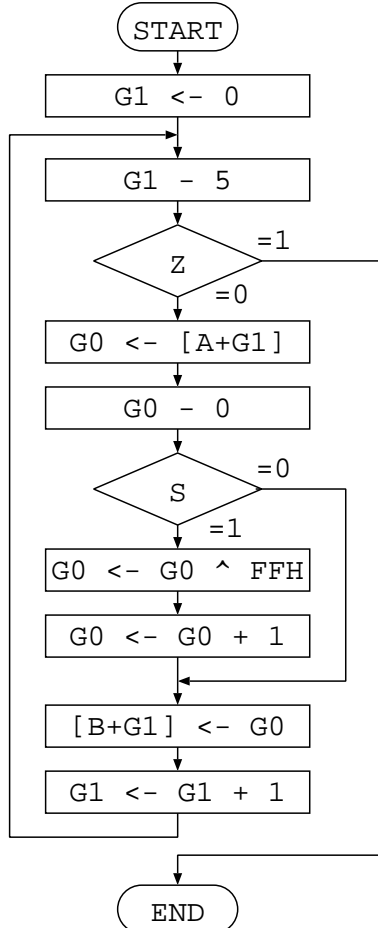 START
G1 <- 0
G1 - 5
Z
=1
=0
G0 <- [A+G1]
G0 - 0
S
=0
=1
G0 <- G0 ^ FFH
G0 <- G0 + 1
[B+G1] <- G0
G1 <- G1 + 1
END